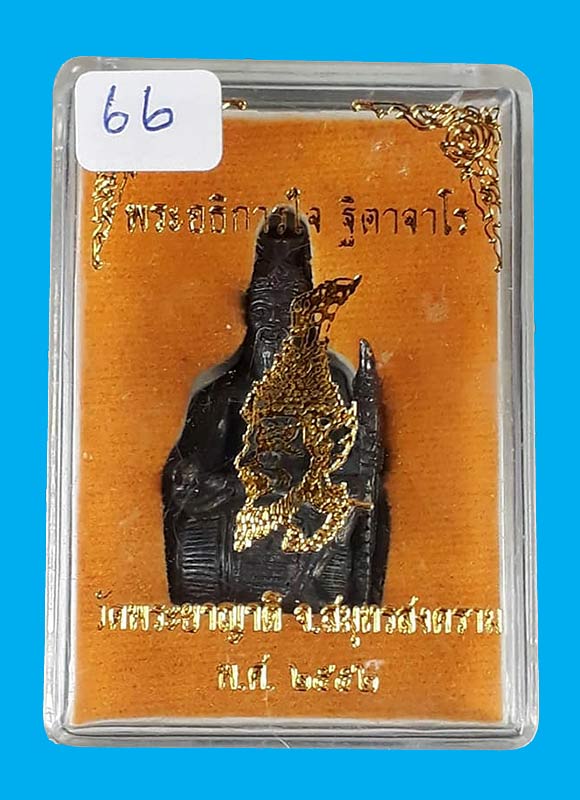 66
พระอธิการใจ ฐิตาจาโร
วัดพระยาญาติ จ.สมุทรสงคราม
พ.ศ. ๒๕๕๒